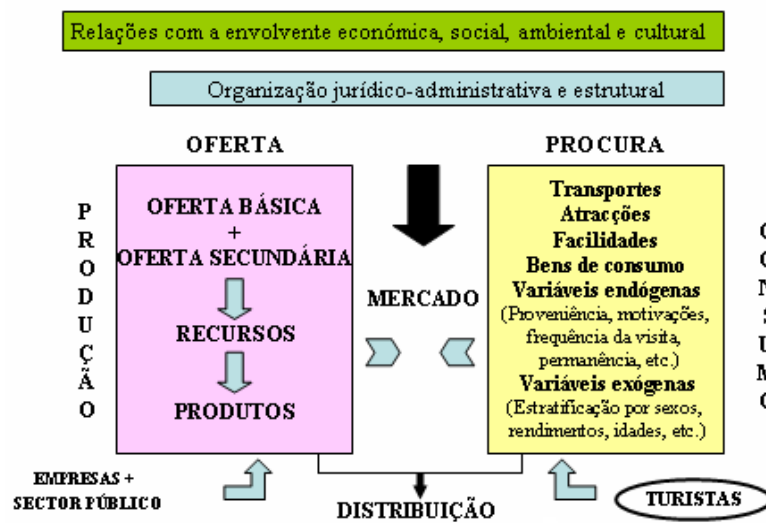 Relações com a envolvente económica, social, ambiental e cultural
Organização jurídico-administrativa e estrutural
OFERTA
PROCURA
PRODUÇÃO
OFERTA BÁSICA
+
OFERTA SECUNDÁRIA
RECURSOS
PRODUTOS
MERCADO
Transportes
Atracções
Facilidades
Bens de consumo
Variáveis endógenas
(Proveniência, motivações,
frequência da visita,
permanência, etc.)
Variáveis exógenas
(Estratificação por sexos,
rendimentos, idades, etc.)
CONSUMO
EMPRESAS +
SECTOR PÚBLICO
DISTRIBUIÇÃO
TURISTAS